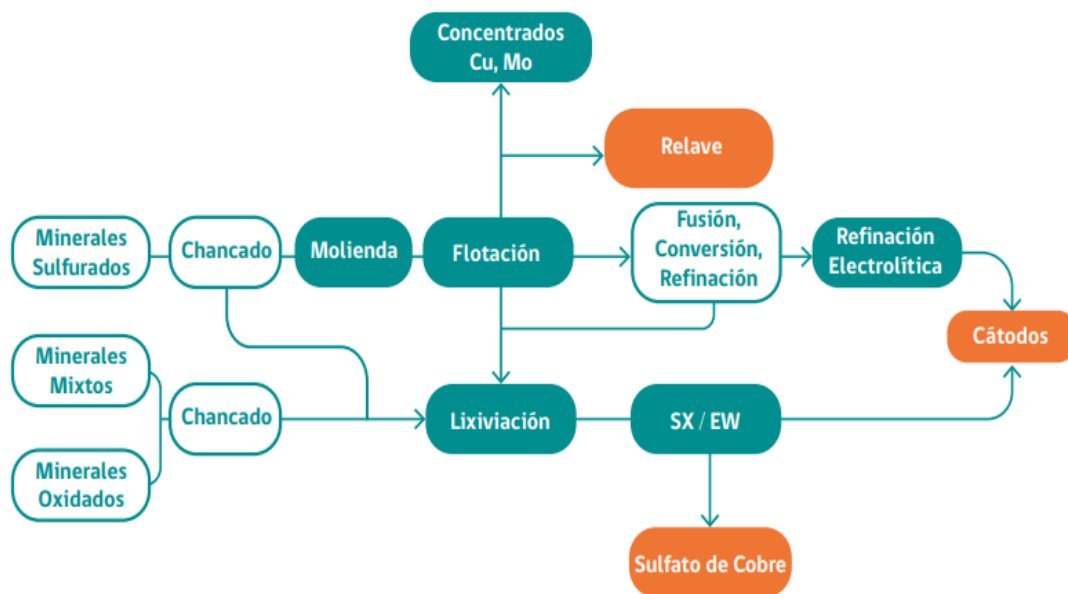 Concentrados
Cu, Mo
Relave
Minerales
Sulfurados
Chancado
Molienda
Flotación
Fusión,
Conversión,
Refinación
Refinación
Electrolítica
Cátodos
Minerales
Mixtos
Chancado
Lixiviación
SX / EW
Minerales
Oxidados
Sulfato de Cobre